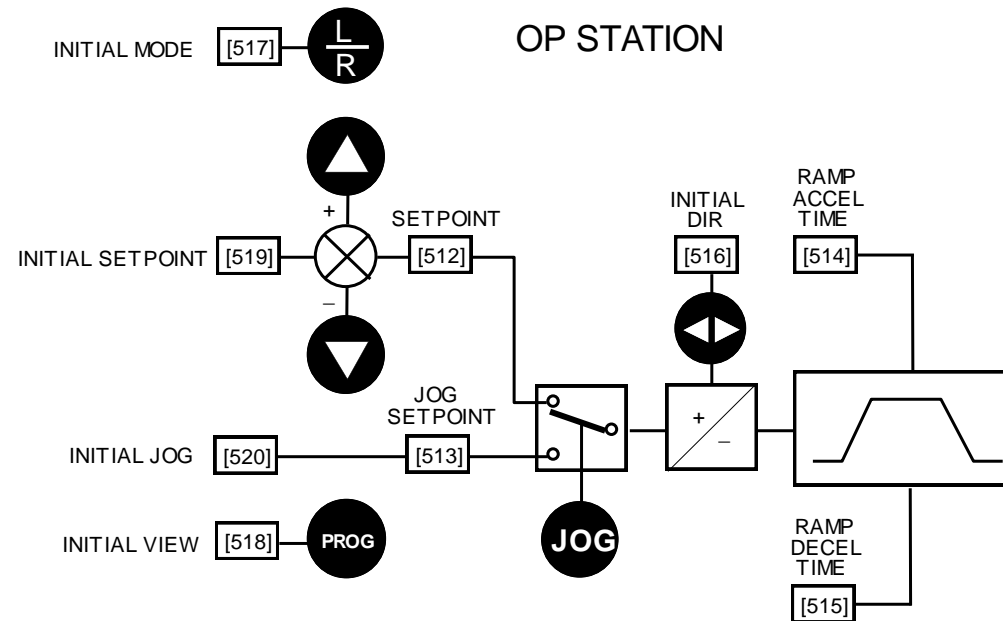 OP STATION
INITIAL MODE [517] L
R
+
INITIAL SETPOINT [519] SETPOINT
[512]
–
INITIAL
DIR
[516]
RAMP
ACCEL
TIME
[514]
JOG
SETPOINT
INITIAL JOG [520] [513]
+
–
INITIAL VIEW [518] PROG
JOG
RAMP
DECEL
TIME
[515]